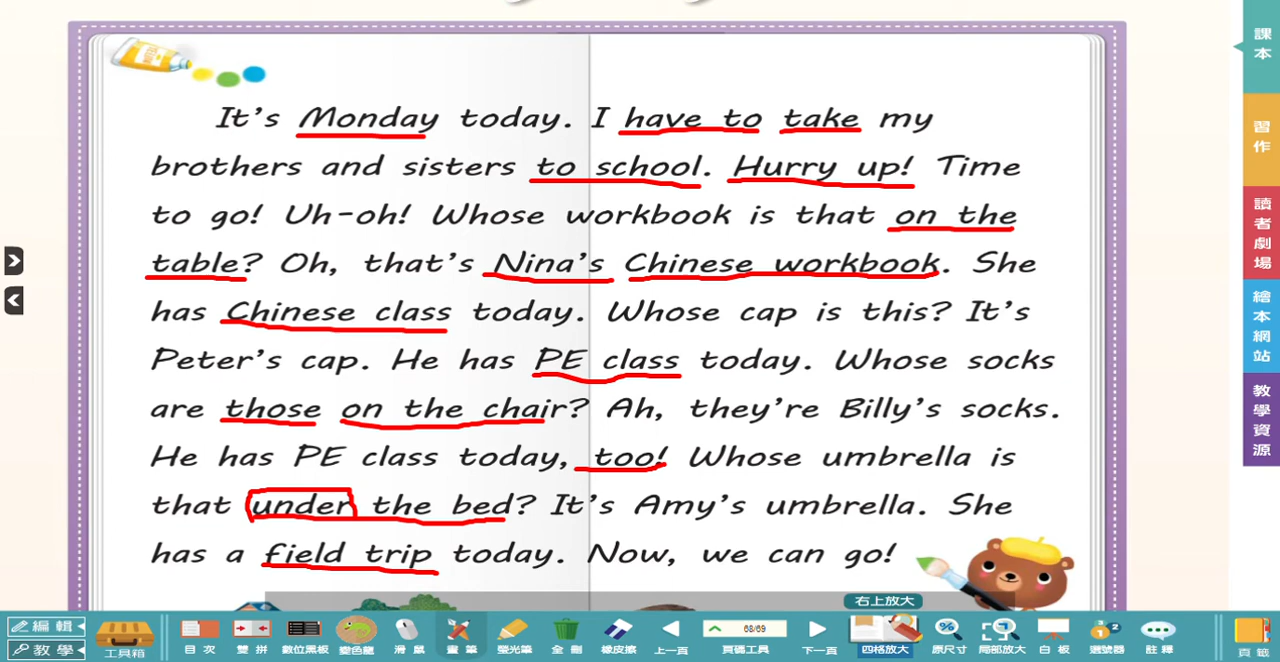 It's Monday today. I have to take my
brothers and sisters to school. Hurry up! Time
to go! Uh-oh! Whose workbook is that on the
table? Oh, that's Nina's Chinese workbook. She
has Chinese class today. Whose cap is this? It's
Peter's cap. He has PE class today. Whose socks
are those on the chair? Ah, they're Billy's socks.
He has PE class today, too! Whose umbrella is
that under the bed? It's Amy's umbrella. She
has a field trip today. Now, we can go!
課本
習作
讀者劇場
繪本網站
教學資源
右上放大
編輯
教學
工具箱
目次
雙拼
數位黑板
變色龍
滑鼠
畫筆
螢光筆
全刪
橡皮擦
上一頁
68/69
頁碼工具
下一頁
四格放大
原尺寸
局部放大
白板
選號器
註釋
頁籤